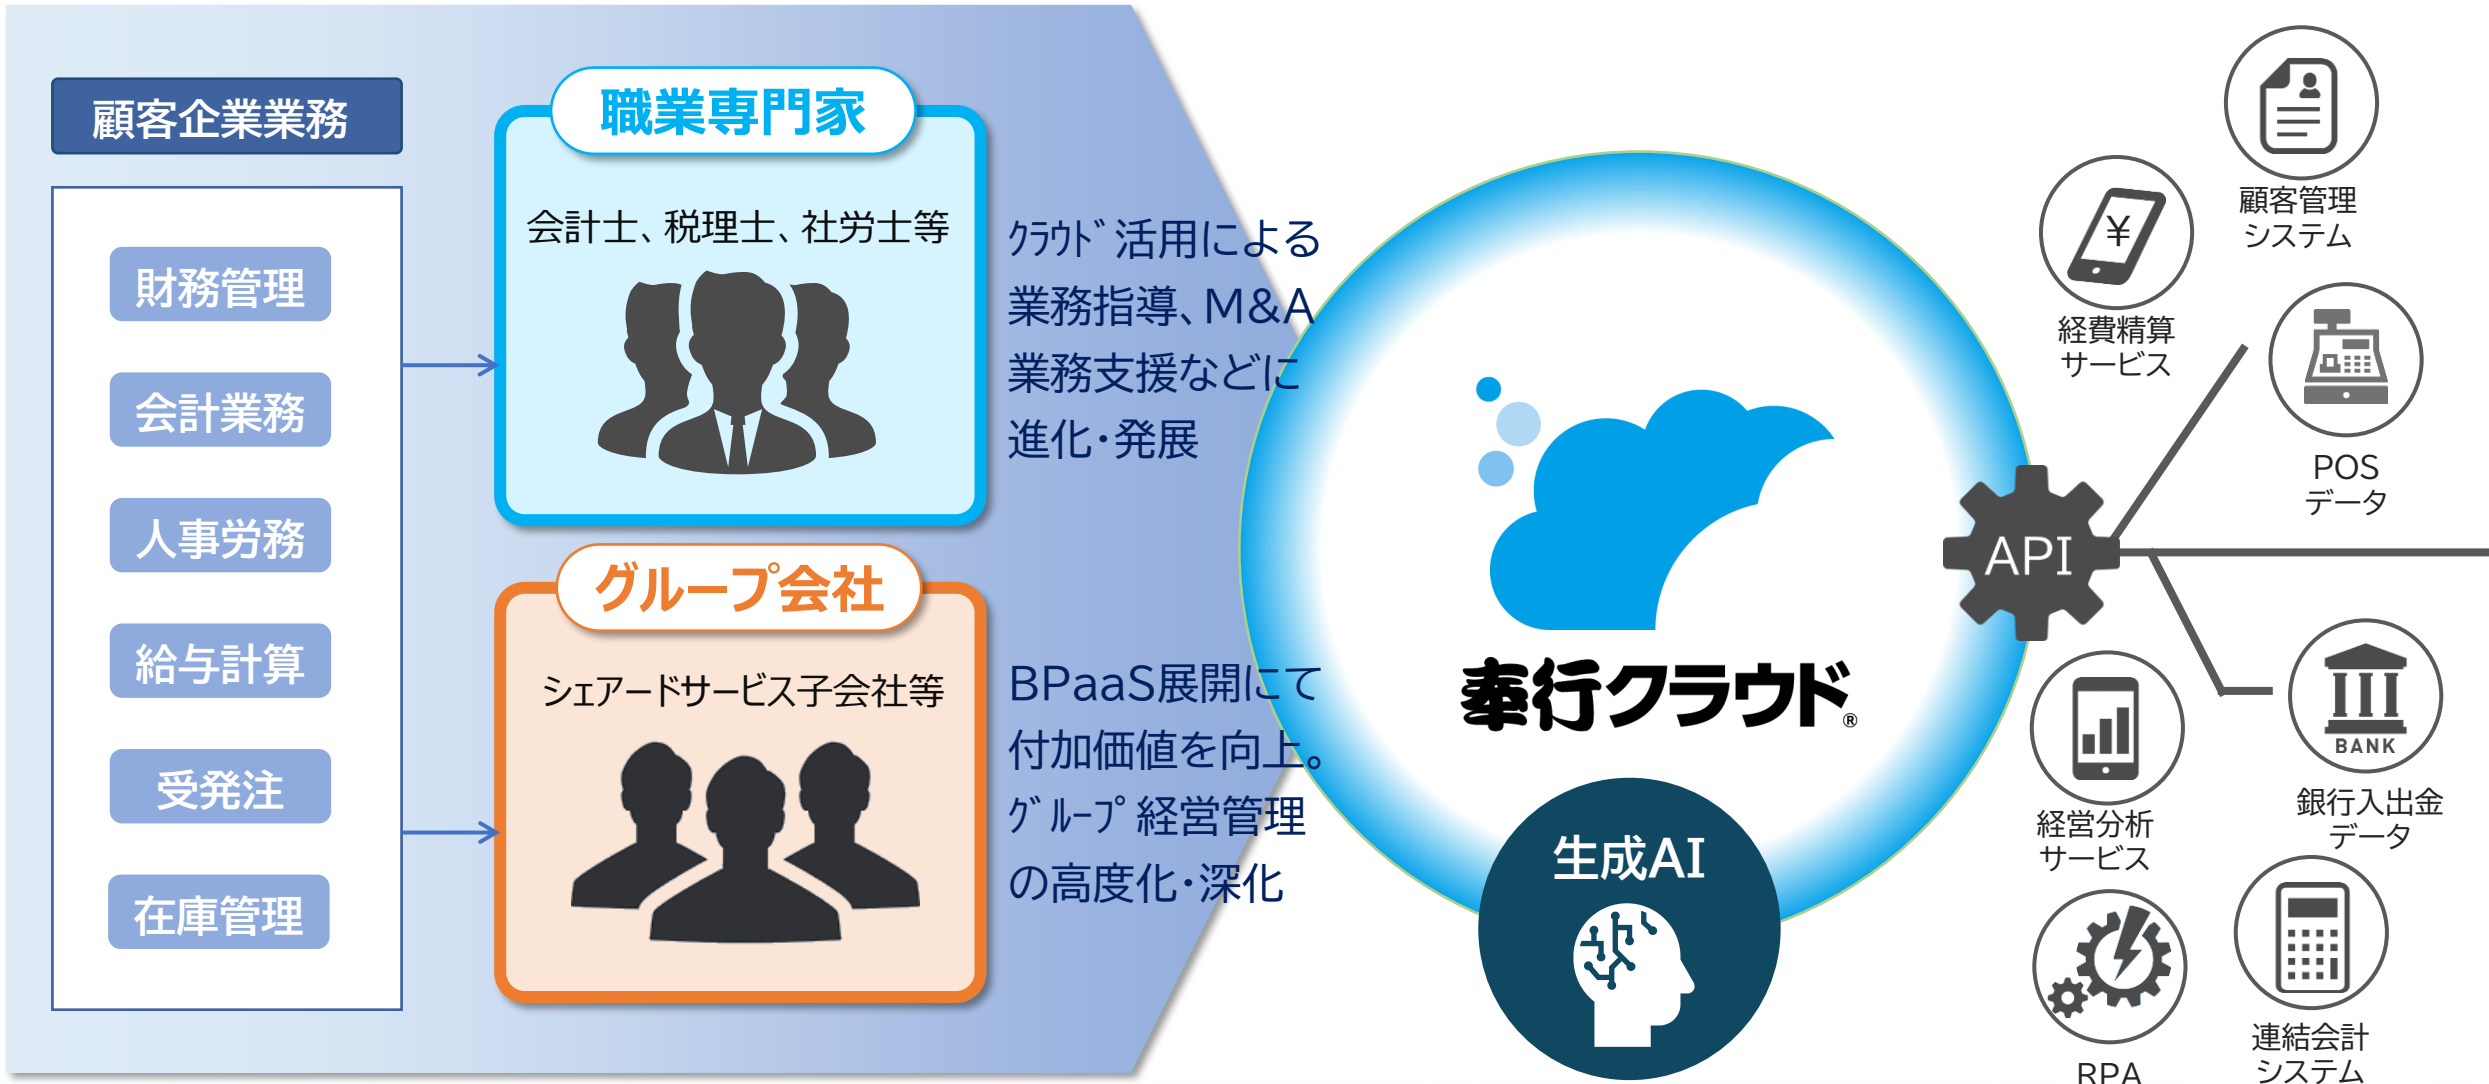 顧客企業業務
財務管理
会計業務
人事労務
給与計算
受発注
在庫管理
職業専門家
会計士、税理士、社労士等
ｸﾗｳﾄﾞ活用による
業務指導、M&A
業務支援などに
進化・発展
グループ会社
シェアードサービス子会社等
BPaaS展開にて
付加価値を向上。
ｸﾞﾙｰﾌﾟ経営管理
の高度化・深化
奉行クラウド®
生成AI
API
顧客管理
システム
¥
経費精算
サービス
POS
データ
BANK
銀行入出金
データ
経営分析
サービス
RPA
連結会計
システム